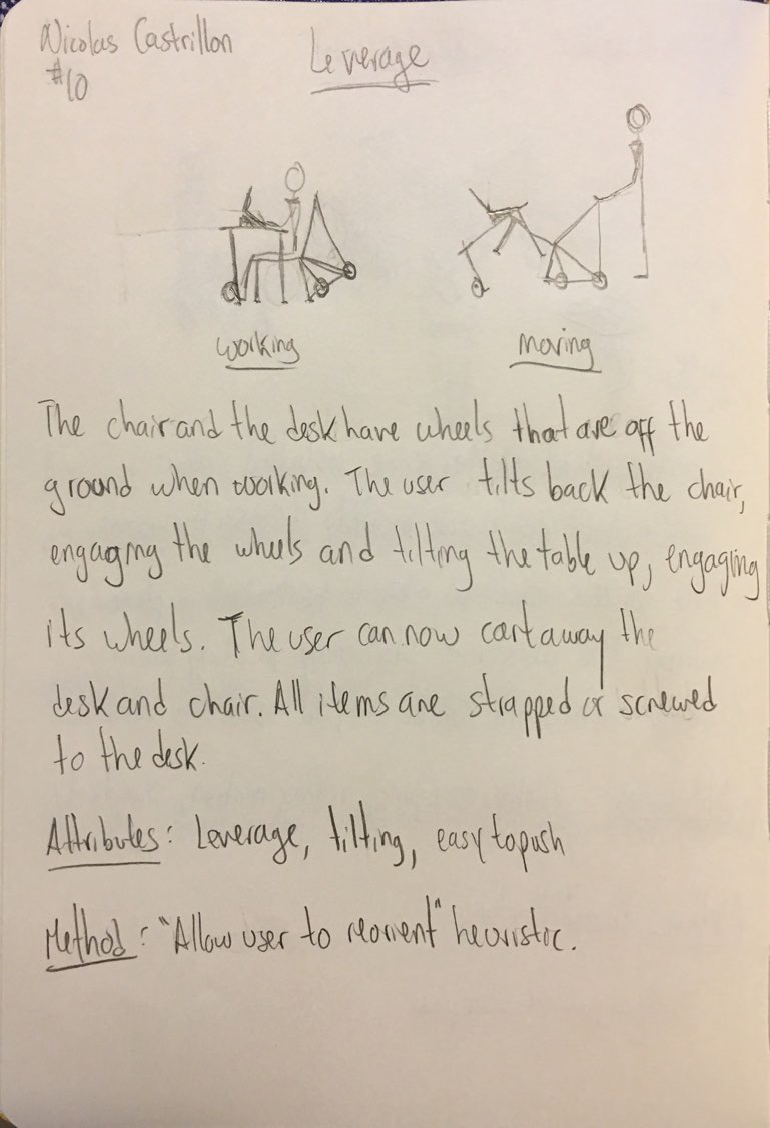 Nicolas Castrillon
#10
Leverage
working
moving
The chair and the desk have wheels that are off the
ground when working. The user tilts back the chair,
engaging the wheels and tilting the table up, engaging
its wheels. The user can now cart away the
desk and chair. All items are strapped or screwed
to the desk.
Attributes: Leverage, tilting, easy to push
Method: "Allow user to reorient" heuristic.